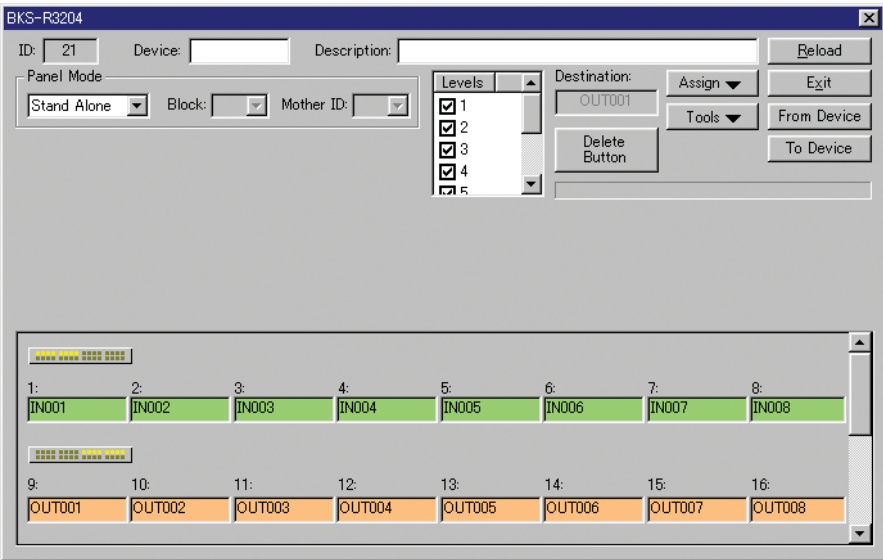 BKS-R3204
ID: 21 Device: Description: Reload
Panel Mode
Stand Alone Block: Mother ID:
Levels
1
2
3
4
5
Destination:
OUT001
Delete
Button
Assign
Tools
Exit
From Device
To Device
1: 2: 3: 4: 5: 6: 7: 8:
IN001 IN002 IN003 IN004 IN005 IN006 IN007 IN008
9: 10: 11: 12: 13: 14: 15: 16:
OUT001 OUT002 OUT003 OUT004 OUT005 OUT006 OUT007 OUT008